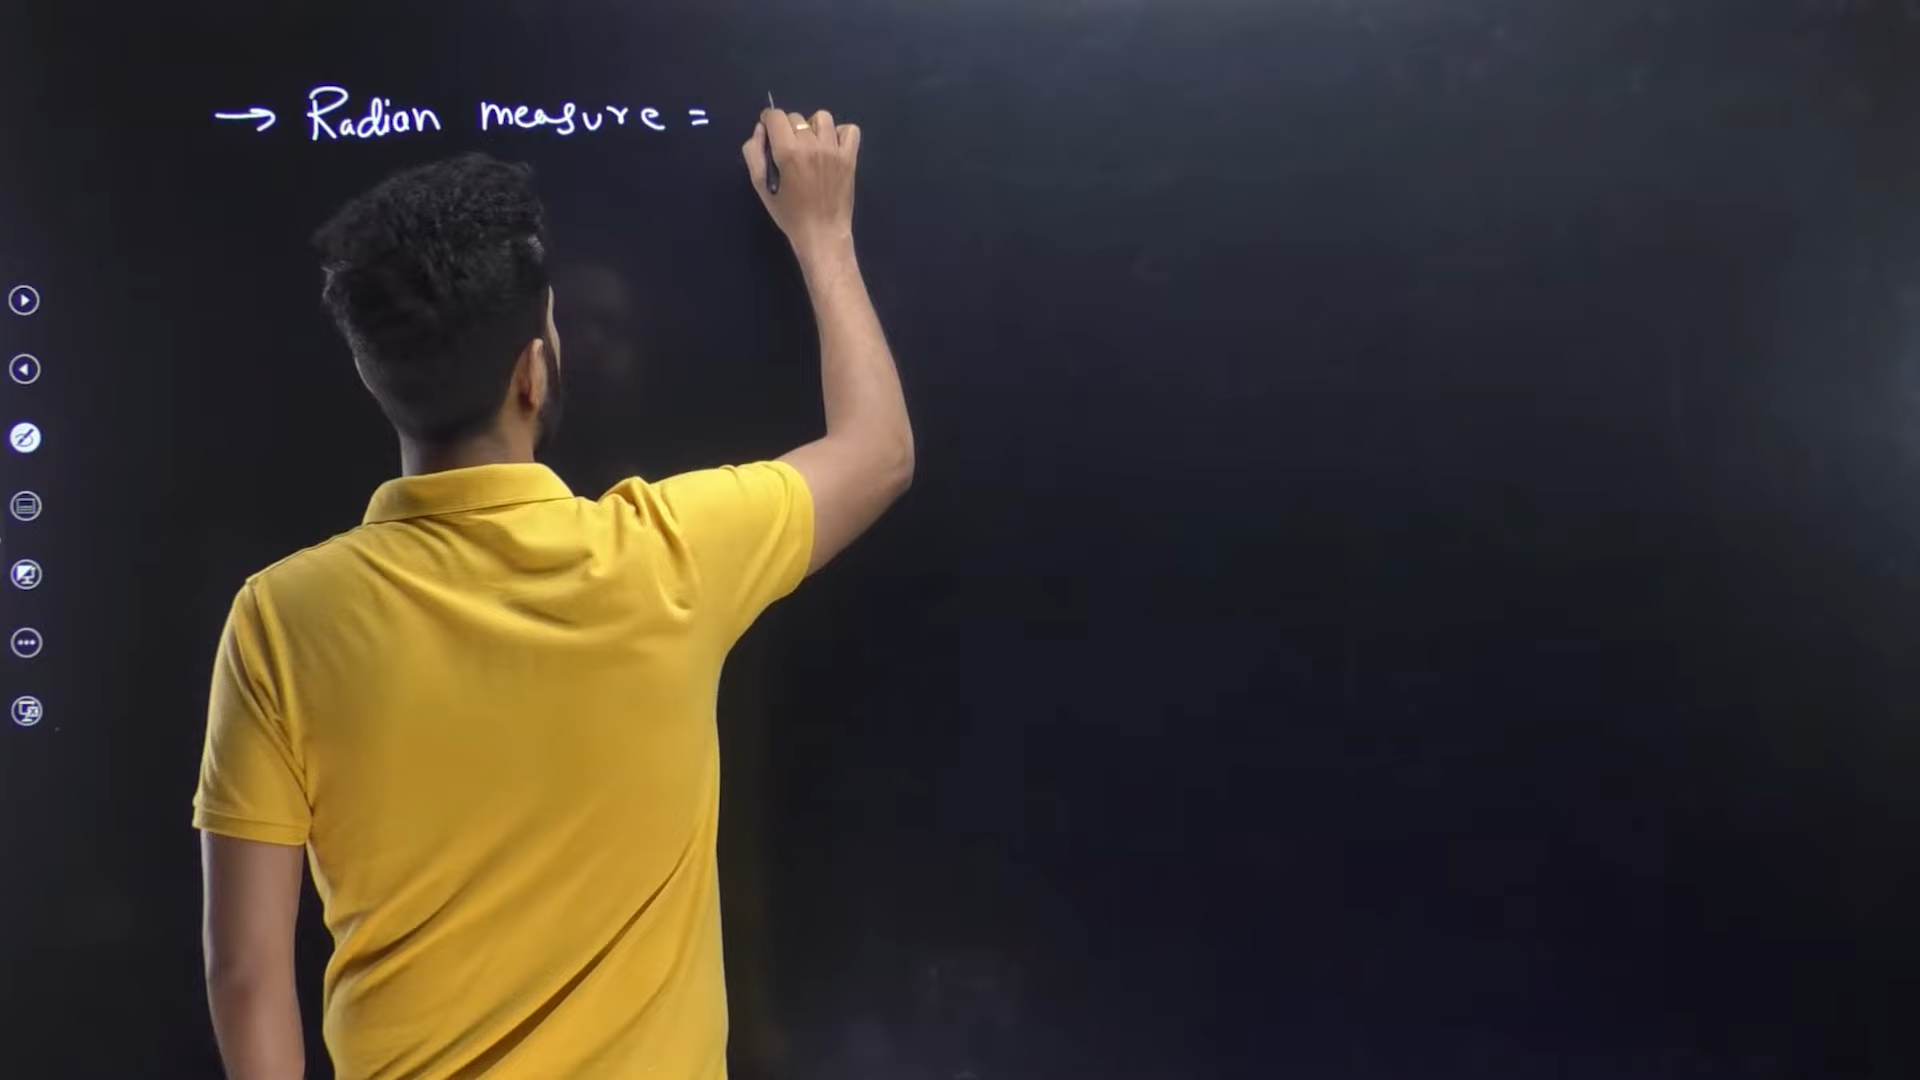 → Radian measure =